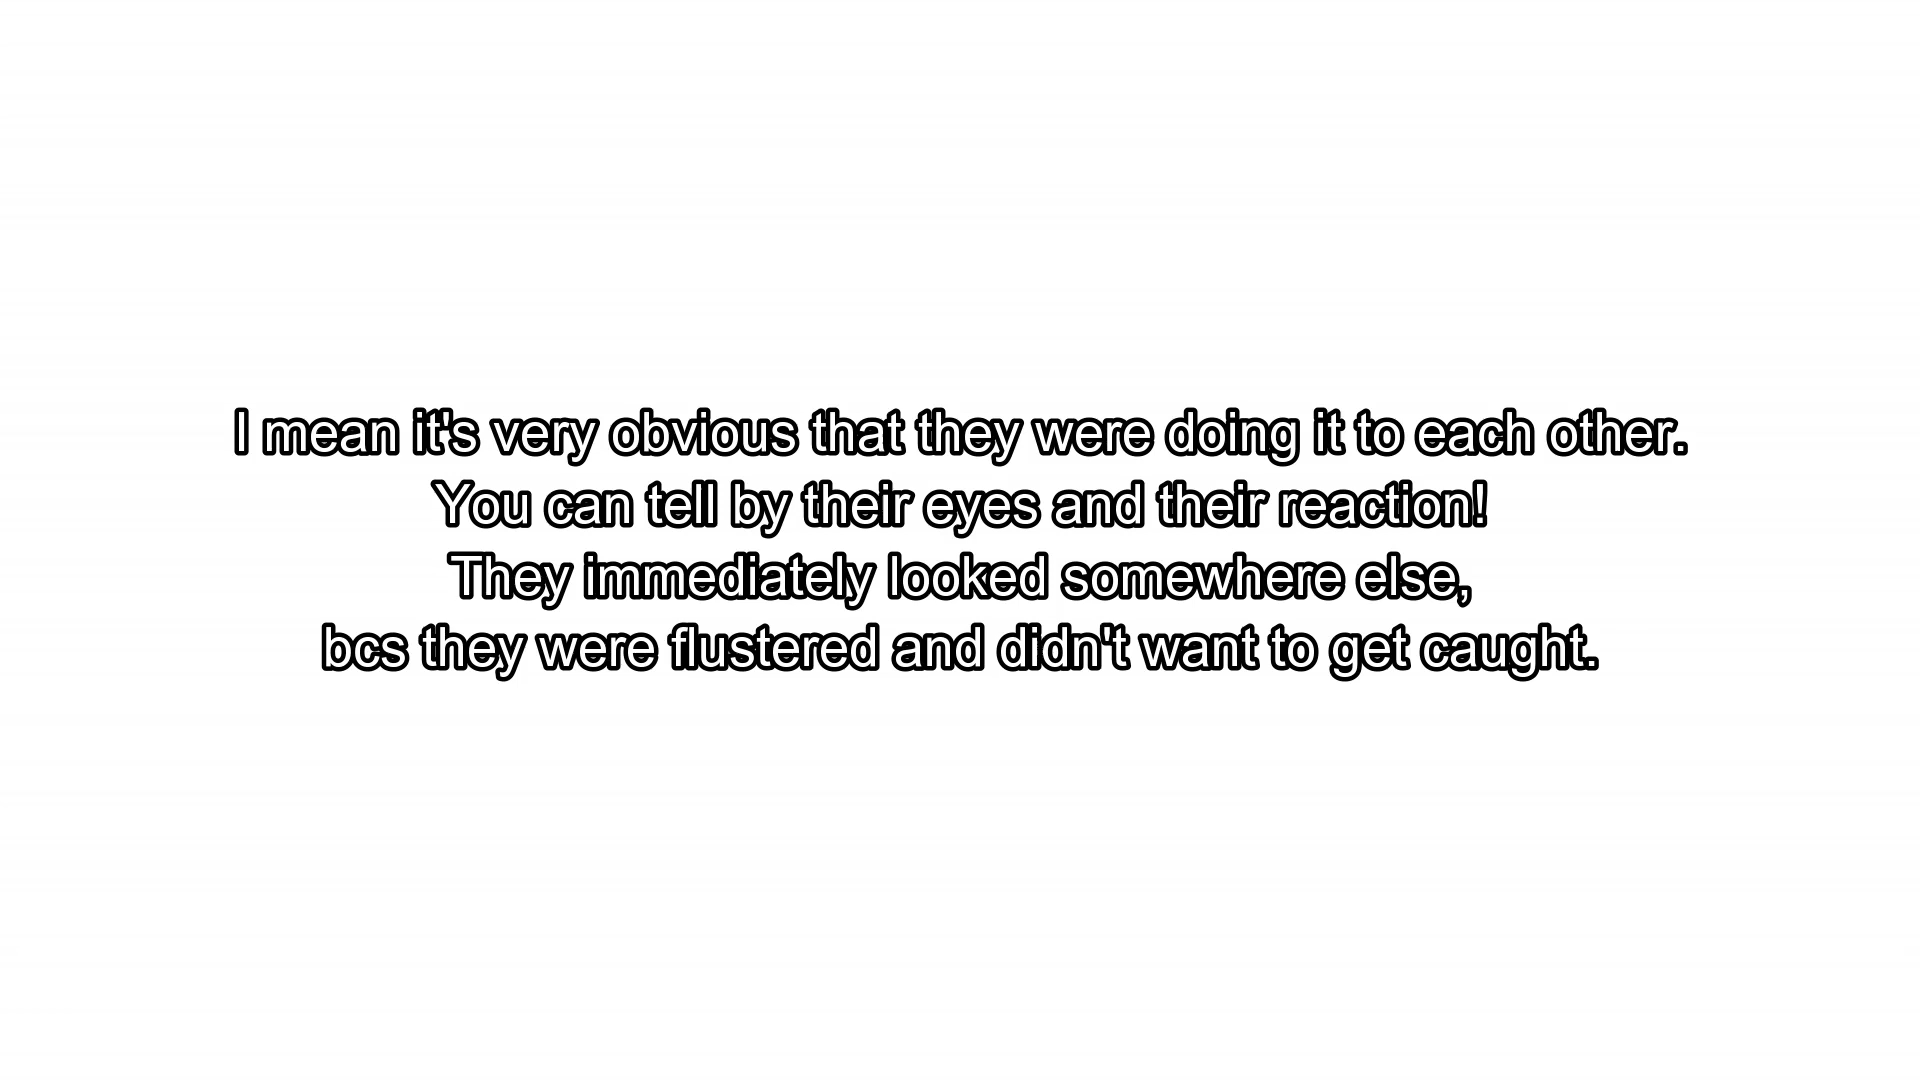 I mean it's very obvious that they were doing it to each other.
You can tell by their eyes and their reaction!
They immediately looked somewhere else,
bcs they were flustered and didn't want to get caught.